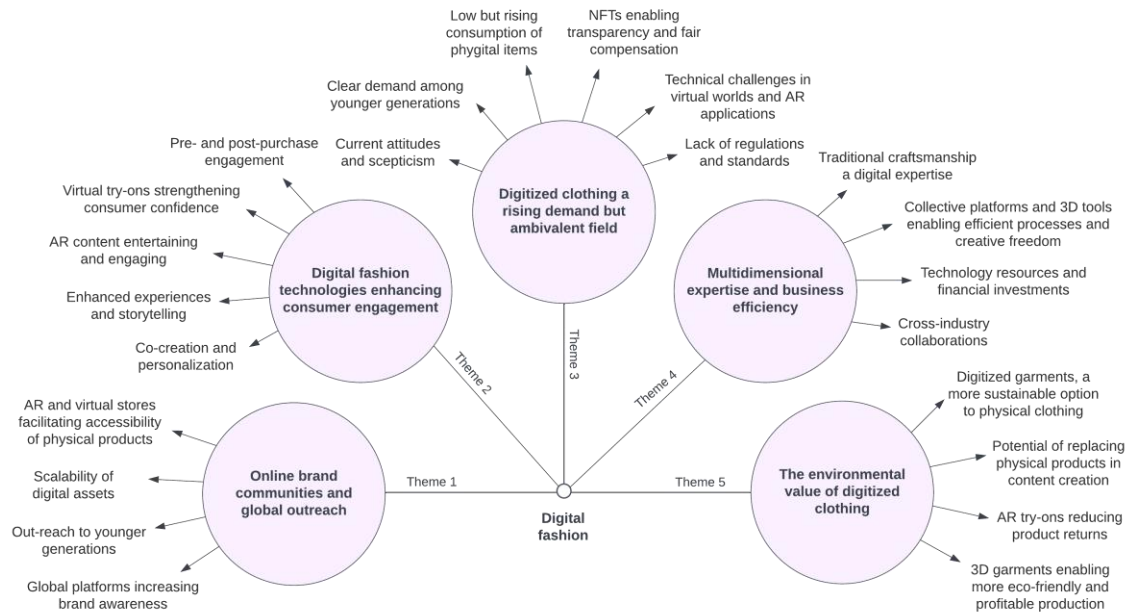 Low but rising
consumption of
phygital items
NFTs enabling
transparency and fair
compensation
Clear demand among
younger generations
Technical challenges in
virtual worlds and AR
applications
Current attitudes
and scepticism
Lack of regulations
and standards
Digitized clothing a
rising demand but
ambivalent field
Theme 3
Pre- and post-purchase
engagement
Virtual try-ons strengthening
consumer confidence
AR content entertaining
and engaging
Enhanced experiences
and storytelling
Co-creation and
personalization
Digital fashion
technologies enhancing
consumer engagement
Theme 2
Traditional craftsmanship
a digital expertise
Collective platforms and 3D tools
enabling efficient processes and
creative freedom
Technology resources and
financial investments
Cross-industry
collaborations
Multidimensional
expertise and business
efficiency
Theme 4
AR and virtual stores
facilitating accessibility
of physical products
Scalability of
digital assets
Out-reach to younger
generations
Global platforms increasing
brand awareness
Online brand
communities and
global outreach
Theme 1
Digital
fashion
Theme 5
The environmental
value of digitized
clothing
Digitized garments, a
more sustainable option
to physical clothing
Potential of replacing
physical products in
content creation
AR try-ons reducing
product returns
3D garments enabling
more eco-friendly and
profitable production